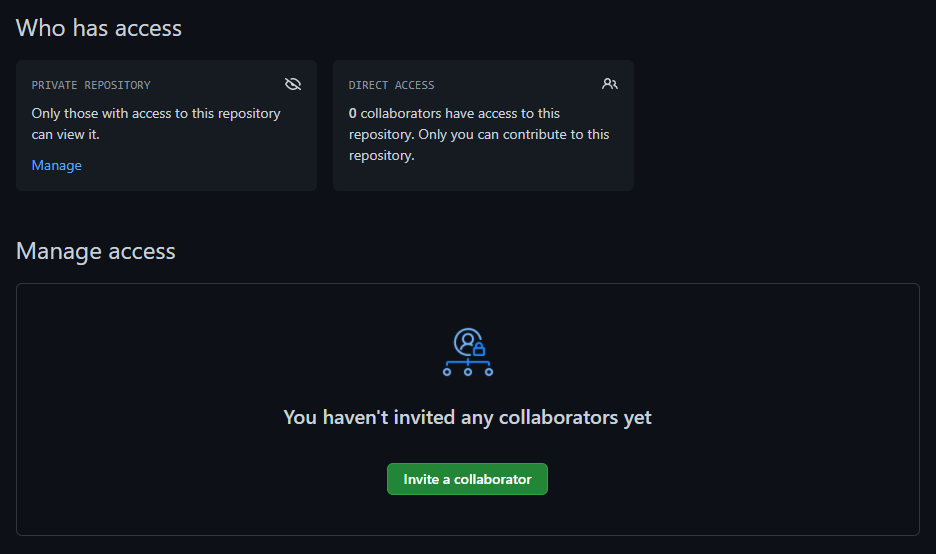 Who has access
PRIVATE REPOSITORY
Only those with access to this repository
can view it.
Manage
DIRECT ACCESS
0 collaborators have access to this
repository. Only you can contribute to this
repository.
Manage access
You haven't invited any collaborators yet
Invite a collaborator